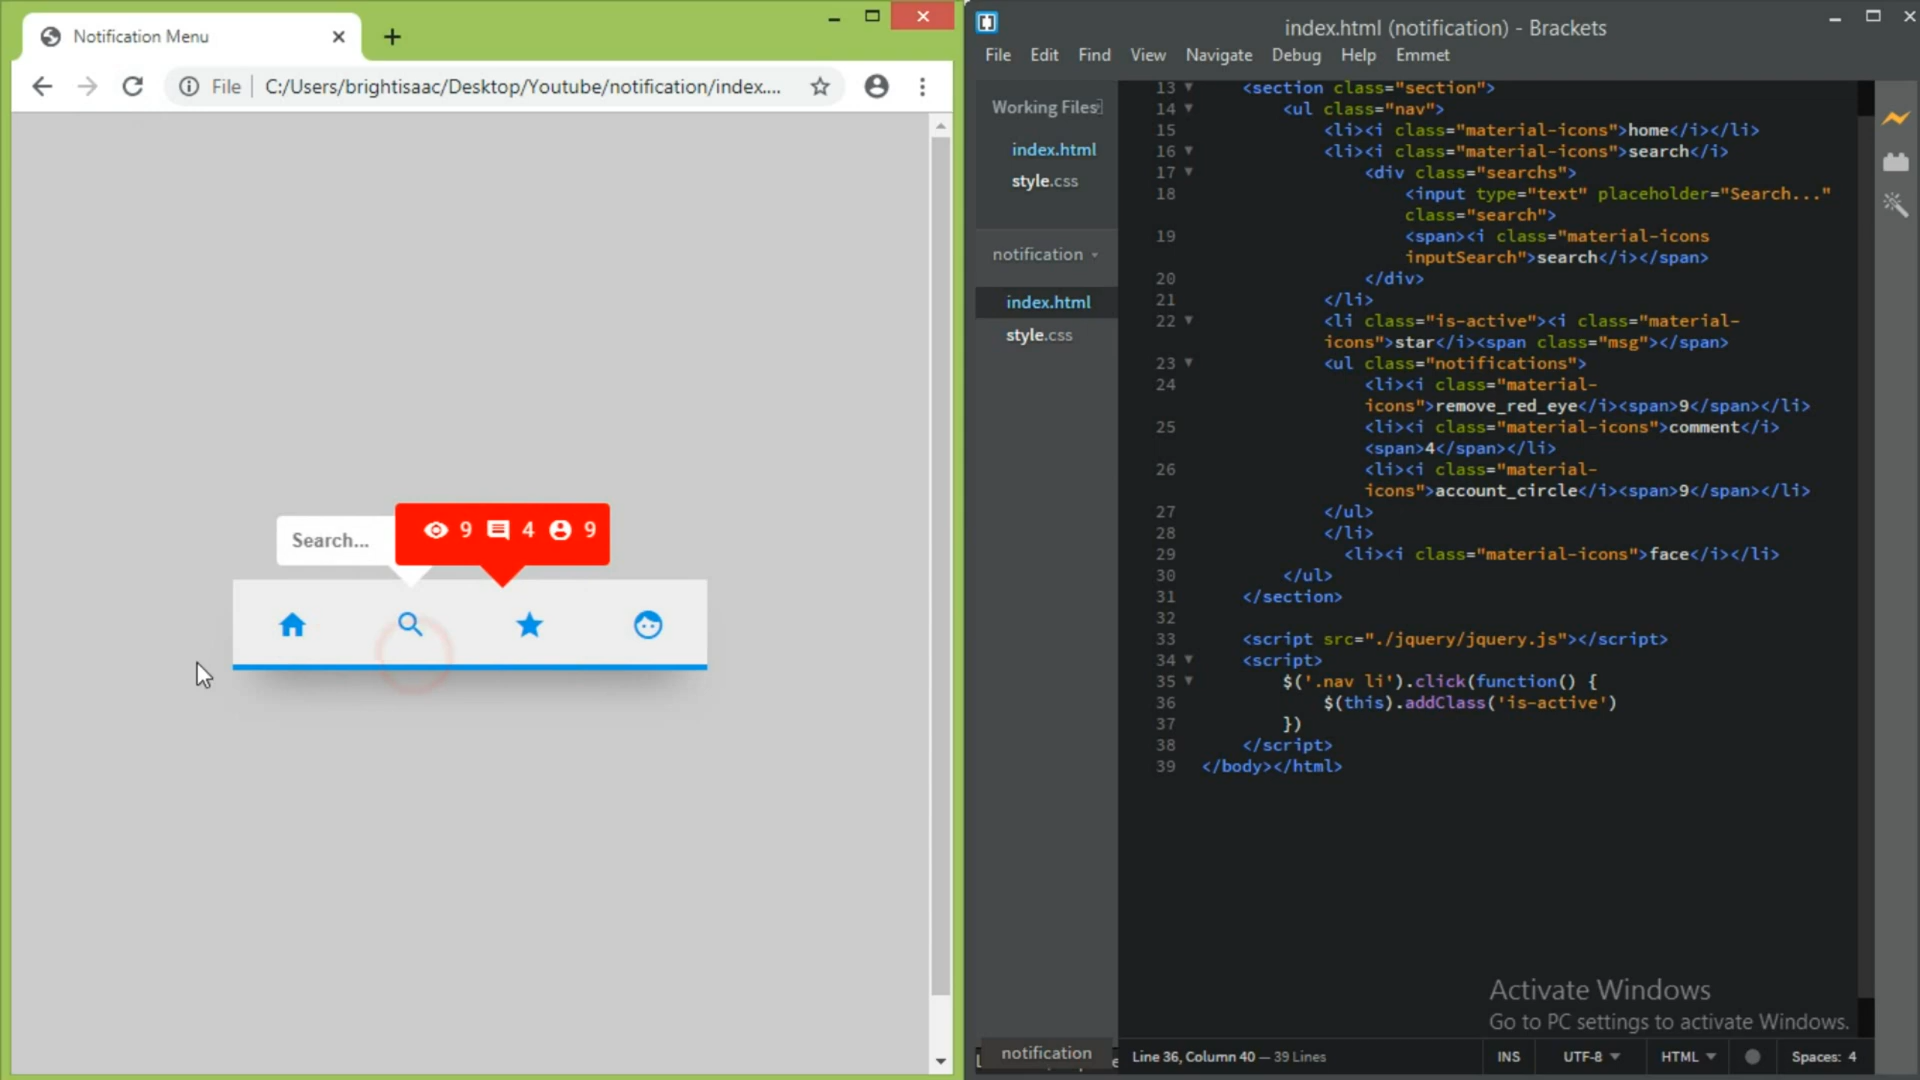 Notification Menu
File
C:/Users/brightisaac/Desktop/Youtube/notification/index....
Search...
9
4
9
index.html (notification) - Brackets
File Edit Find View Navigate Debug Help Emmet
Working Files
index.html
style.css
notification
index.html
style.css
13 <section class="section">
14 <ul class="nav">
15 <li><i class="material-icons">home</i></li>
16 <li><i class="material-icons">search</i>
17 <div class="searchs">
18 <input type="text" placeholder="Search..."
class="search">
19 <span><i class="material-icons
inputSearch">search</i></span>
20 </div>
21 </li>
22 <li class="is-active"><i class="material-
icons">star</i><span class="msg"></span>
23 <ul class="notifications">
24 <li><i class="material-
icons">remove_red_eye</i><span>9</span></li>
25 <li><i class="material-icons">comment</i>
<span>4</span></li>
26 <li><i class="material-
icons">account_circle</i><span>9</span></li>
27 </ul>
28 </li>
29 <li><i class="material-icons">face</i></li>
30 </ul>
31 </section>
32
33 <script src="./jquery/jquery.js"></script>
34 <script>
35 $('.nav li').click(function() {
36 $(this).addClass('is-active')
37 })
38 </script>
39 </body></html>
Activate Windows
Go to PC settings to activate Windows.
notification
Line 36, Column 40 — 39 Lines
INS
UTF-8
HTML
Spaces: 4